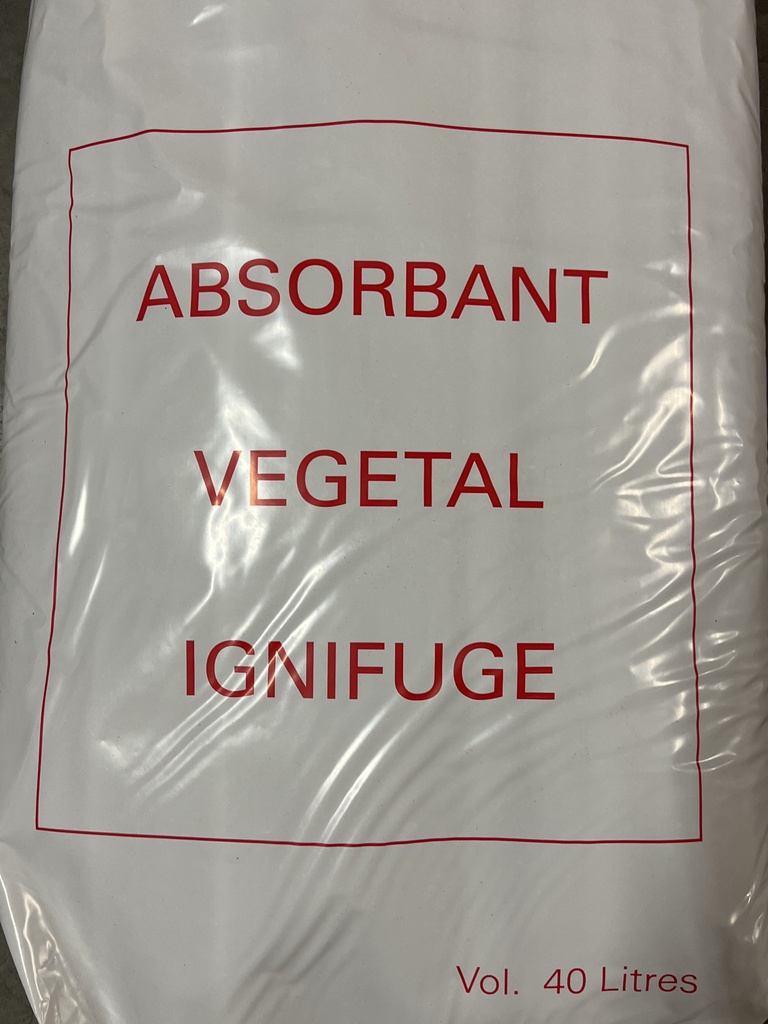 ABSORBANT
VEGETAL
IGNIFUGE
Vol. 40 Litres